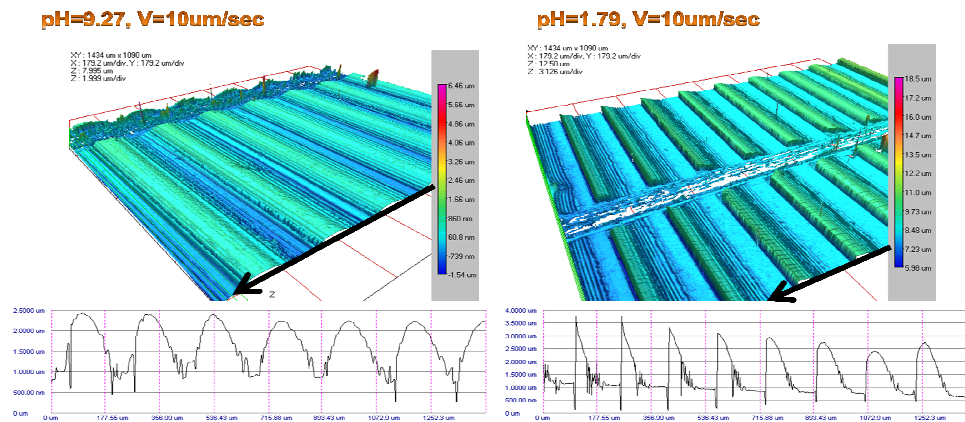 pH=9.27, V=10um/sec
XY : 1434 um x 1090 um
X : 179.2 um/div, Y : 179.2 um/div
Z : 7.995 um
Z : 1.999 um/div
6.46 um
5.66 um
4.86 um
4.06 um
3.26 um
2.46 um
1.66 um
860 nm
60.8 nm
-739 nm
-1.54 um
Z
2.5000 um
2.0000 um
1.5000 um
1.0000 um
500.00 nm
0 um
0 um
177.55 um
356.99 um
536.43 um
715.88 um
893.43 um
1072.9 um
1252.3 um
pH=1.79, V=10um/sec
XY : 1434 um x 1090 um
X : 179.2 um/div, Y : 179.2 um/div
Z : 12.50 um
Z : 3.126 um/div
18.5 um
17.2 um
16.0 um
14.7 um
13.5 um
12.2 um
11.0 um
9.73 um
8.48 um
7.23 um
5.98 um
4.0000 um
3.5000 um
3.0000 um
2.5000 um
2.0000 um
1.5000 um
1.0000 um
500.00 nm
0 um
0 um
177.55 um
356.99 um
536.43 um
715.88 um
893.43 um
1072.9 um
1252.3 um